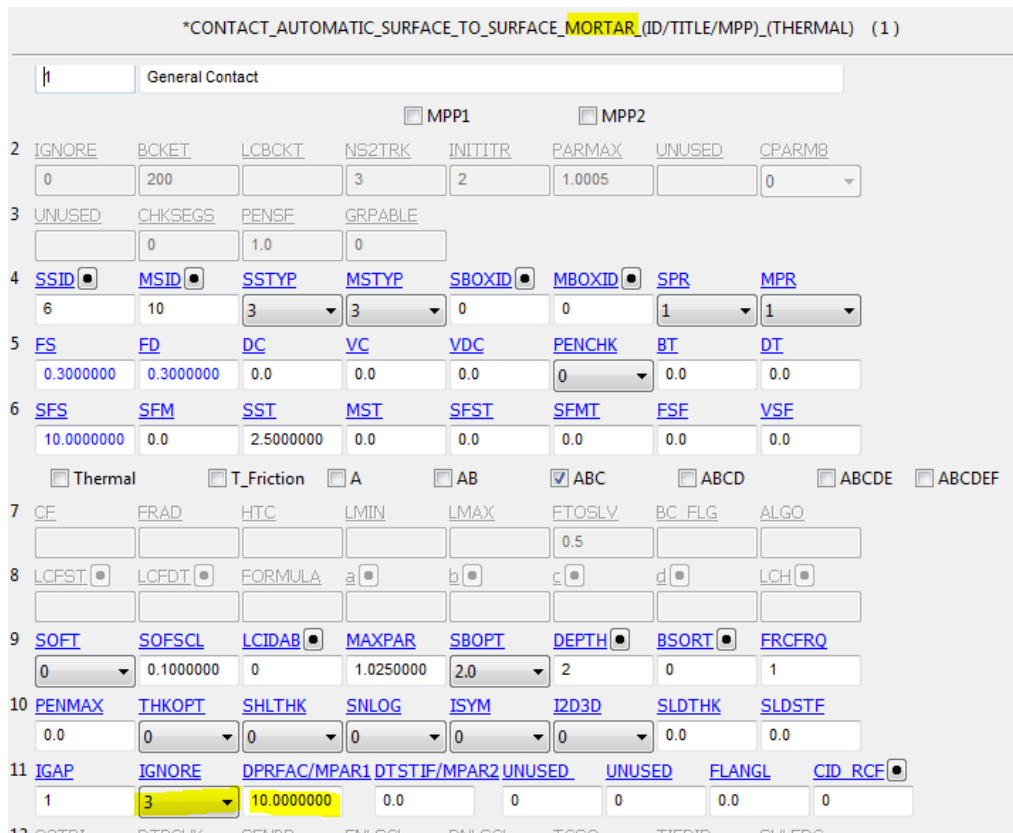 *CONTACT_AUTOMATIC_SURFACE_TO_SURFACE_MORTAR_(ID/TITLE/MPP)_(THERMAL) (1)
1 General Contact
MPP1 MPP2
2 IGNORE BCKET LCBCKT NS2TRK INITITR PARMAX UNUSED CPARM8
0 200 3 2 1.0005 0
3 UNUSED CHKSEGS PENSF GRPABLE
0 1.0 0
4 SSID MSID SSTYP MSTYP SBOXID MBOXID SPR MPR
6 10 3 3 0 0 1 1
5 FS FD DC VC VDC PENCHK BT DT
0.3000000 0.3000000 0.0 0.0 0.0 0 0.0 0.0
6 SFS SFM SST MST SFST SFMT FSF VSF
10.0000000 0.0 2.5000000 0.0 0.0 0.0 0.0 0.0
Thermal T_Friction A AB ABC ABCD ABCDE ABCDEF
7 CF FRAD HTC LMIN LMAX FTOSLV BC_FLG ALGO
0.5
8 LCFST LCFDT FORMULA a b c d LCH
9 SOFT SOFSCL LCIDAB MAXPAR SBOPT DEPTH BSORT FRCFRQ
0 0.1000000 0 1.0250000 2.0 2 0 1
10 PENMAX THKOPT SHLTHK SNLOG ISYM I2D3D SLDTHK SLDSTF
0.0 0 0 0 0 0 0.0 0.0
11 IGAP IGNORE DPRFAC/MPAR1 DTSTIF/MPAR2 UNUSED UNUSED FLANGL CID_RCF
1 3 10.0000000 0.0 0 0 0.0 0